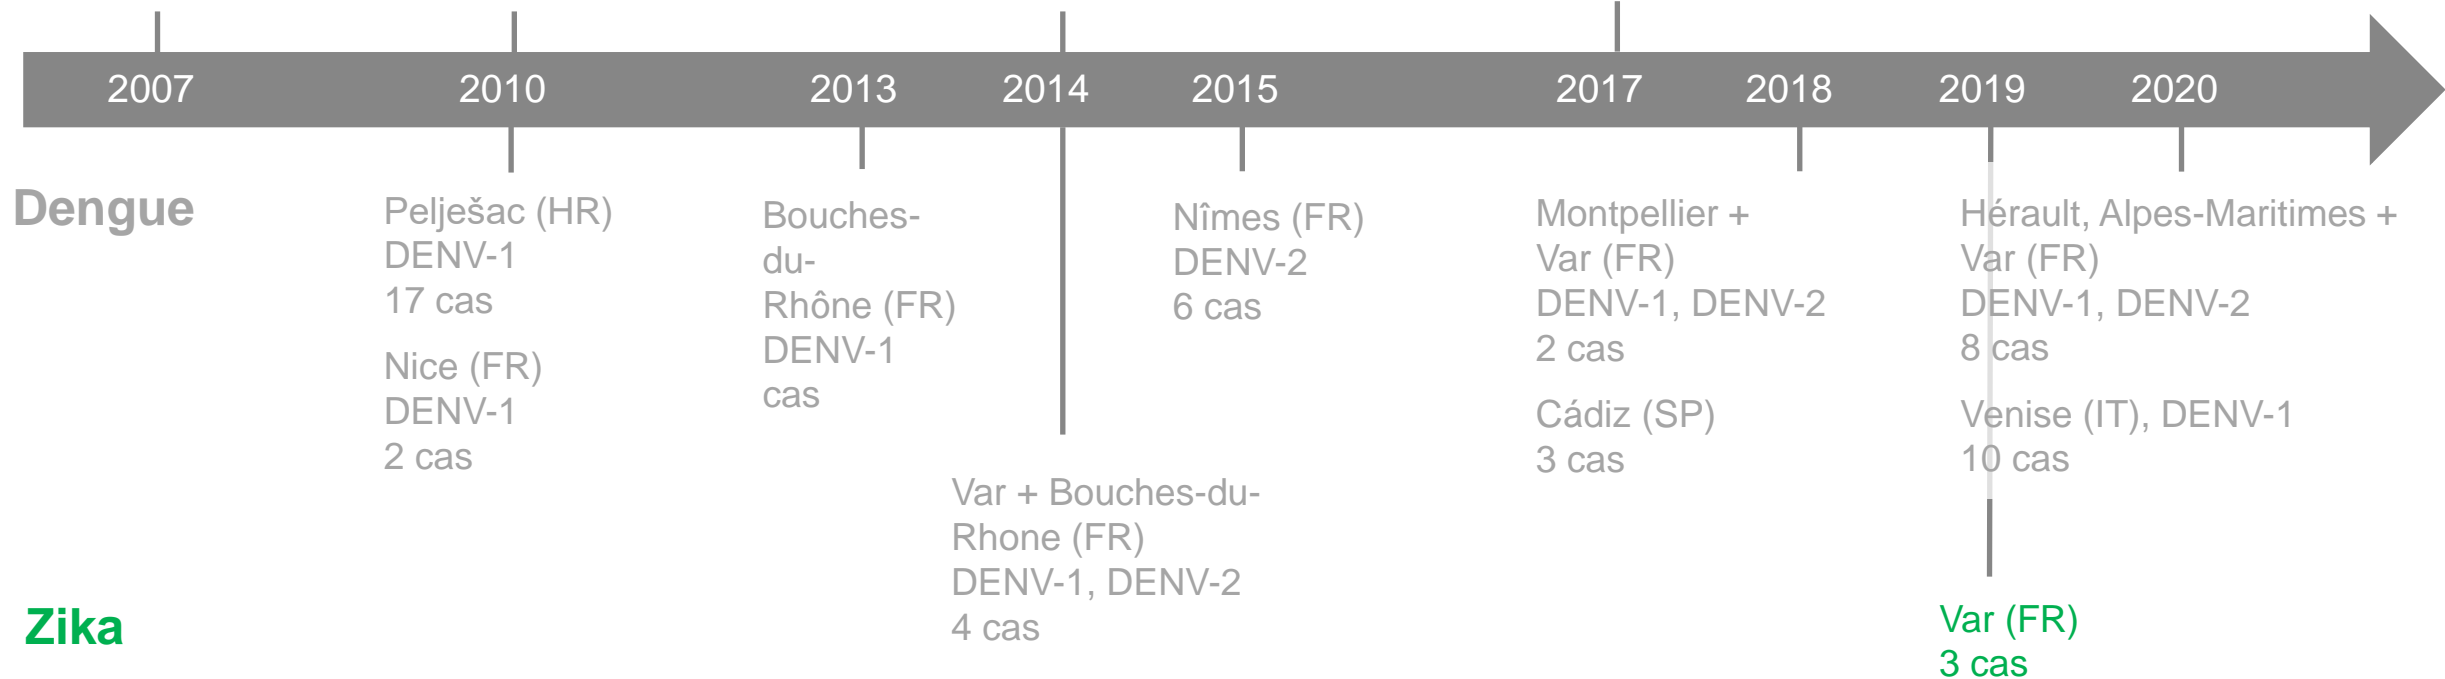 2007
2010
2013
2014
2015
2017
2018
2019
2020
Dengue
Pelješac (HR)
DENV-1
17 cas
Nice (FR)
DENV-1
2 cas
Bouches-
du-
Rhône (FR)
DENV-1
cas
Var + Bouches-du-
Rhone (FR)
DENV-1, DENV-2
4 cas
Nîmes (FR)
DENV-2
6 cas
Montpellier +
Var (FR)
DENV-1, DENV-2
2 cas
Cádiz (SP)
3 cas
Hérault, Alpes-Maritimes +
Var (FR)
DENV-1, DENV-2
8 cas
Venise (IT), DENV-1
10 cas
Zika
Var (FR)
3 cas